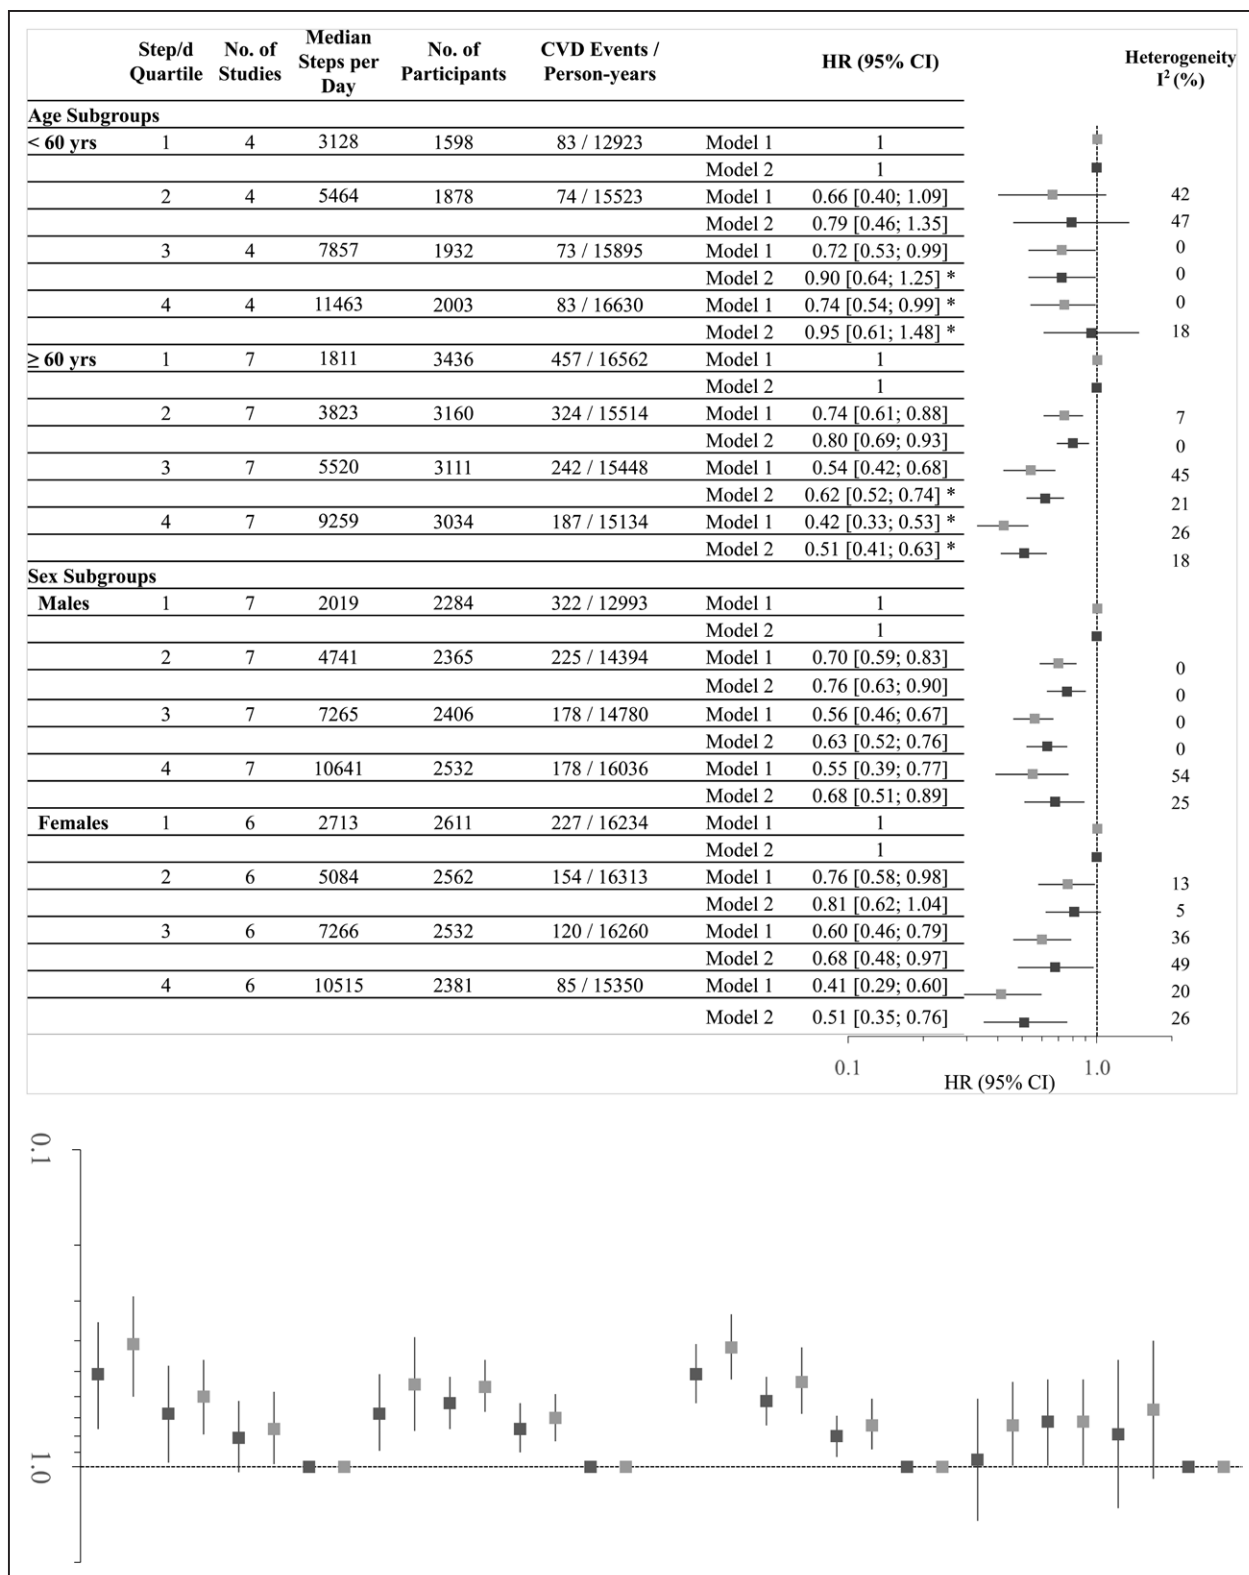 Step/d Quartile No. of Studies Median Steps per Day No. of Participants CVD Events / Person-years HR (95% CI) Heterogeneity I² (%)
Age Subgroups
< 60 yrs 1 4 3128 1598 83 / 12923 Model 1 1
Model 2 1
2 4 5464 1878 74 / 15523 Model 1 0.66 [0.40; 1.09] 42
Model 2 0.79 [0.46; 1.35] 47
3 4 7857 1932 73 / 15895 Model 1 0.72 [0.53; 0.99] 0
Model 2 0.90 [0.64; 1.25] * 0
4 4 11463 2003 83 / 16630 Model 1 0.74 [0.54; 0.99] * 0
Model 2 0.95 [0.61; 1.48] * 18
≥ 60 yrs 1 7 1811 3436 457 / 16562 Model 1 1
Model 2 1
2 7 3823 3160 324 / 15514 Model 1 0.74 [0.61; 0.88] 7
Model 2 0.80 [0.69; 0.93] 0
3 7 5520 3111 242 / 15448 Model 1 0.54 [0.42; 0.68] 45
Model 2 0.62 [0.52; 0.74] * 21
4 7 9259 3034 187 / 15134 Model 1 0.42 [0.33; 0.53] * 26
Model 2 0.51 [0.41; 0.63] * 18
Sex Subgroups
Males 1 7 2019 2284 322 / 12993 Model 1 1
Model 2 1
2 7 4741 2365 225 / 14394 Model 1 0.70 [0.59; 0.83] 0
Model 2 0.76 [0.63; 0.90] 0
3 7 7265 2406 178 / 14780 Model 1 0.56 [0.46; 0.67] 0
Model 2 0.63 [0.52; 0.76] 0
4 7 10641 2532 178 / 16036 Model 1 0.55 [0.39; 0.77] 54
Model 2 0.68 [0.51; 0.89] 25
Females 1 6 2713 2611 227 / 16234 Model 1 1
Model 2 1
2 6 5084 2562 154 / 16313 Model 1 0.76 [0.58; 0.98] 13
Model 2 0.81 [0.62; 1.04] 5
3 6 7266 2532 120 / 16260 Model 1 0.60 [0.46; 0.79] 36
Model 2 0.68 [0.48; 0.97] 49
4 6 10515 2381 85 / 15350 Model 1 0.41 [0.29; 0.60] 20
Model 2 0.51 [0.35; 0.76] 26
0.1 1.0
HR (95% CI)
0.1
1.0